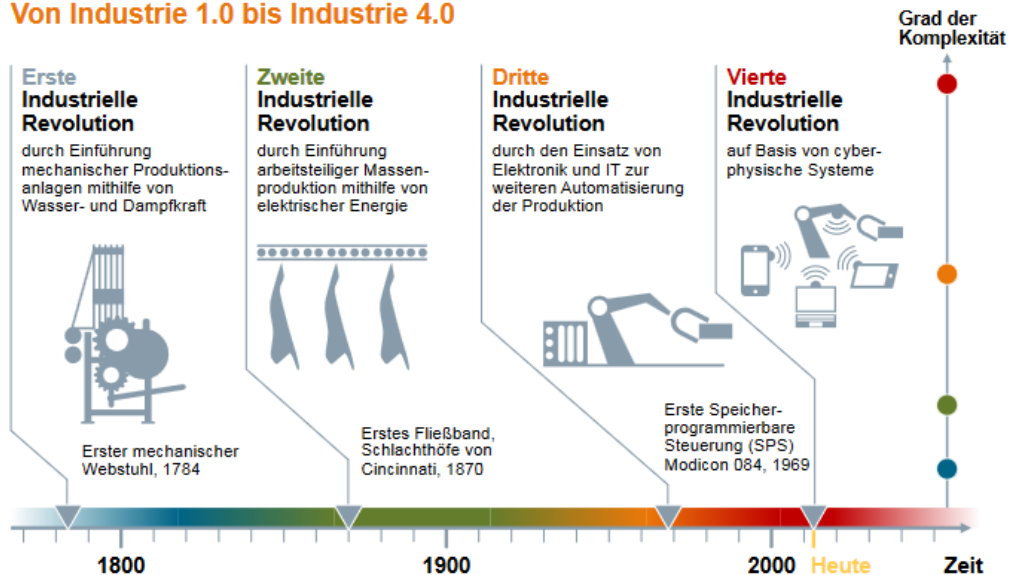 Von Industrie 1.0 bis Industrie 4.0
Grad der
Komplexität
Erste
Industrielle
Revolution
durch Einführung
mechanischer Produktions-
anlagen mithilfe von
Wasser- und Dampfkraft
Zweite
Industrielle
Revolution
durch Einführung
arbeitsteiliger Massen-
produktion mithilfe von
elektrischer Energie
Dritte
Industrielle
Revolution
durch den Einsatz von
Elektronik und IT zur
weiteren Automatisierung
der Produktion
Vierte
Industrielle
Revolution
auf Basis von cyber-
physische Systeme
Erster mechanischer
Webstuhl, 1784
Erstes Fließband,
Schlachthöfe von
Cincinnati, 1870
Erste Speicher-
programmierbare
Steuerung (SPS)
Modicon 084, 1969
1800
1900
2000
Heute
Zeit